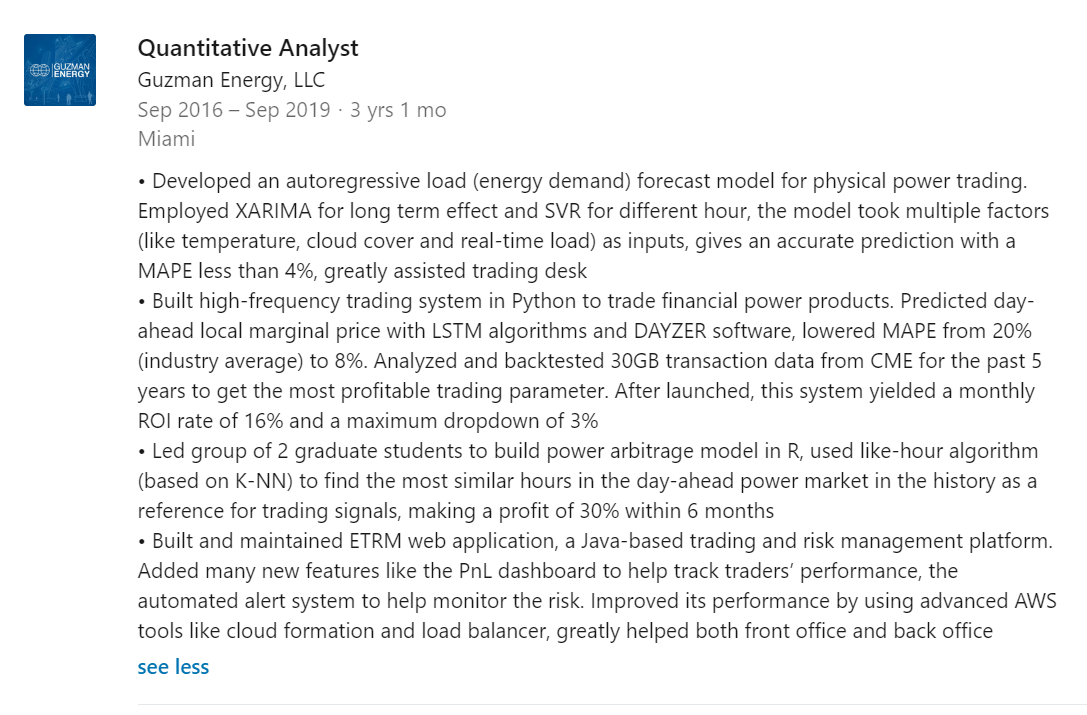 GUZMAN
ENERGY
Quantitative Analyst
Guzman Energy, LLC
Sep 2016 – Sep 2019 · 3 yrs 1 mo
Miami
• Developed an autoregressive load (energy demand) forecast model for physical power trading.
Employed XARIMA for long term effect and SVR for different hour, the model took multiple factors
(like temperature, cloud cover and real-time load) as inputs, gives an accurate prediction with a
MAPE less than 4%, greatly assisted trading desk
• Built high-frequency trading system in Python to trade financial power products. Predicted day-
ahead local marginal price with LSTM algorithms and DAYZER software, lowered MAPE from 20%
(industry average) to 8%. Analyzed and backtested 30GB transaction data from CME for the past 5
years to get the most profitable trading parameter. After launched, this system yielded a monthly
ROI rate of 16% and a maximum dropdown of 3%
• Led group of 2 graduate students to build power arbitrage model in R, used like-hour algorithm
(based on K-NN) to find the most similar hours in the day-ahead power market in the history as a
reference for trading signals, making a profit of 30% within 6 months
• Built and maintained ETRM web application, a Java-based trading and risk management platform.
Added many new features like the PnL dashboard to help track traders’ performance, the
automated alert system to help monitor the risk. Improved its performance by using advanced AWS
tools like cloud formation and load balancer, greatly helped both front office and back office
see less